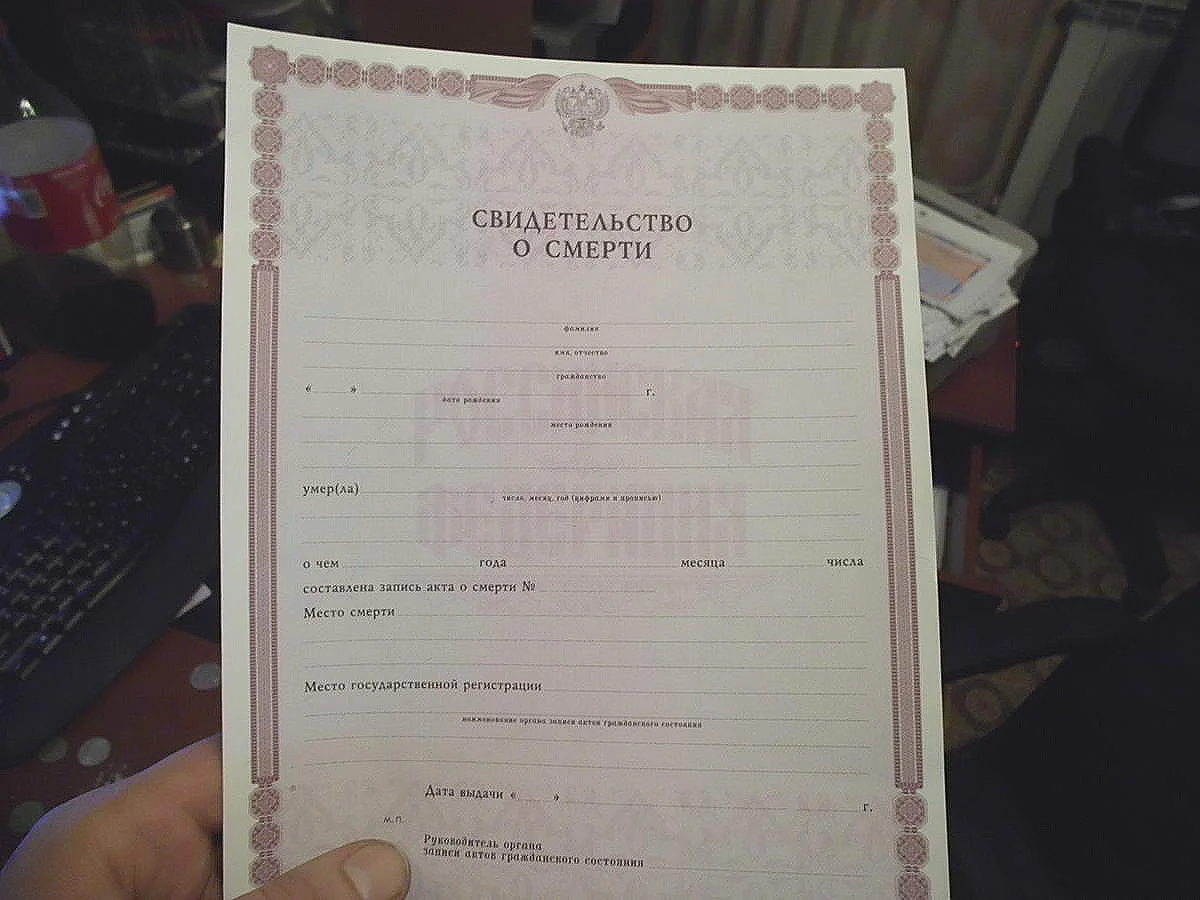 СВИДЕТЕЛЬСТВО
О СМЕРТИ
фамилия
имя, отчество
гражданство
« » г.
дата рождения
место рождения
РОССИЙСКАЯ
ФЕДЕРАЦИЯ
умер(ла)
число, месяц, год (цифрами и прописью)
о чем года месяца числа
составлена запись акта о смерти №
Место смерти
Место государственной регистрации
наименование органа записи актов гражданского состояния
Дата выдачи « » г.
М.П.
Руководитель органа
записи актов гражданского состояния